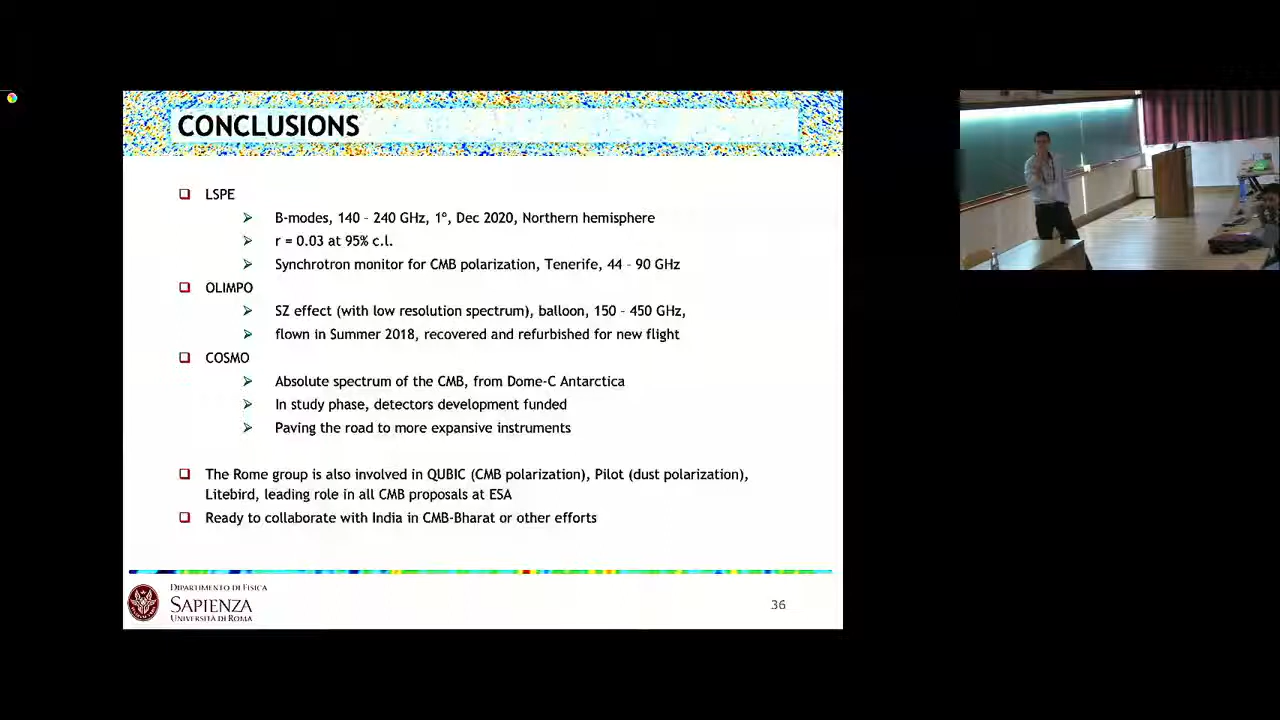 CONCLUSIONS
LSPE
B-modes, 140 - 240 GHz, 1°, Dec 2020, Northern hemisphere
r = 0.03 at 95% c.l.
Synchrotron monitor for CMB polarization, Tenerife, 44 - 90 GHz
OLIMPO
SZ effect (with low resolution spectrum), balloon, 150 - 450 GHz,
flown in Summer 2018, recovered and refurbished for new flight
COSMO
Absolute spectrum of the CMB, from Dome-C Antarctica
In study phase, detectors development funded
Paving the road to more expansive instruments
The Rome group is also involved in QUBIC (CMB polarization), Pilot (dust polarization),
Litebird, leading role in all CMB proposals at ESA
Ready to collaborate with India in CMB-Bharat or other efforts
DIPARTIMENTO DI FISICA
SAPIENZA
UNIVERSITÀ DI ROMA
36